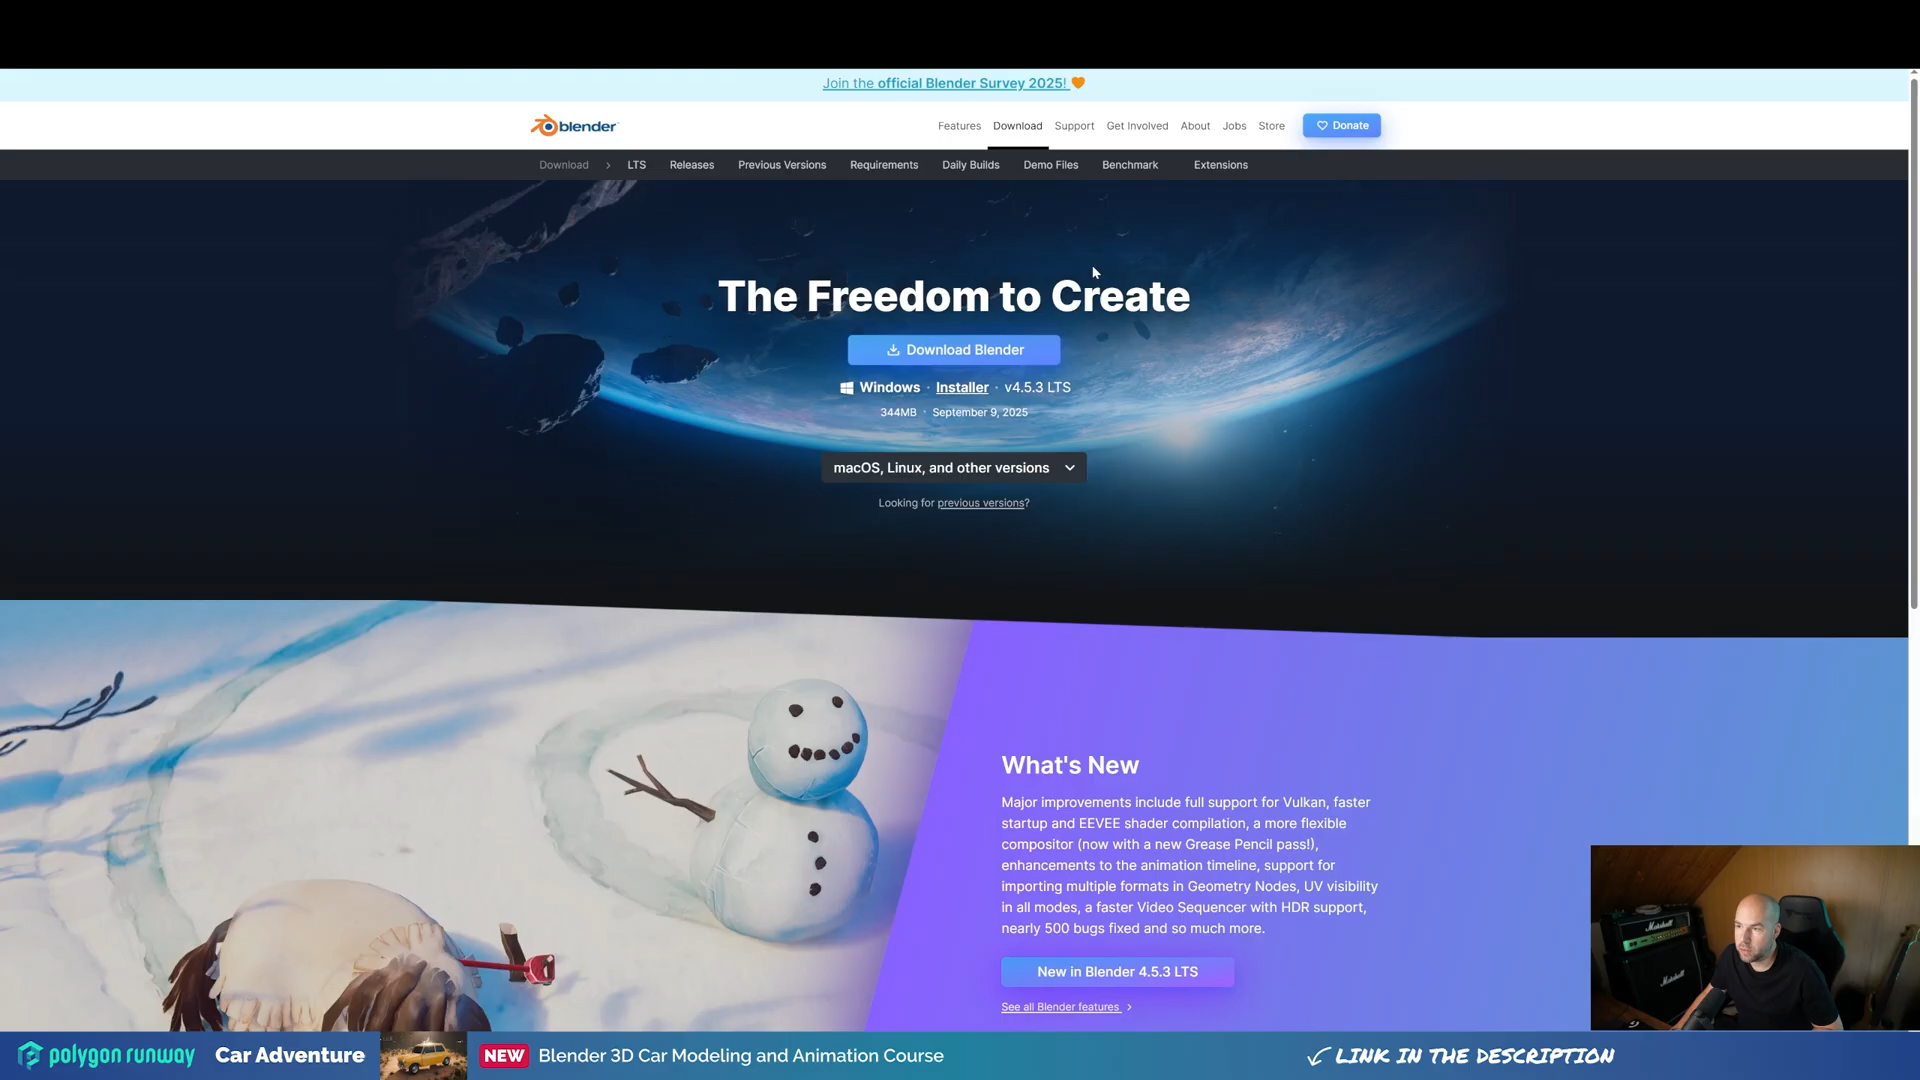 Join the official Blender Survey 2025! 🧡
blender
Features Download Support Get Involved About Jobs Store Donate
Download > LTS Releases Previous Versions Requirements Daily Builds Demo Files Benchmark Extensions
The Freedom to Create
Download Blender
Windows · Installer · v4.5.3 LTS
344MB · September 9, 2025
macOS, Linux, and other versions
Looking for previous versions?
What's New
Major improvements include full support for Vulkan, faster
startup and EEVEE shader compilation, a more flexible
compositor (now with a new Grease Pencil pass!),
enhancements to the animation timeline, support for
importing multiple formats in Geometry Nodes, UV visibility
in all modes, a faster Video Sequencer with HDR support,
nearly 500 bugs fixed and so much more.
New in Blender 4.5.3 LTS
See all Blender features >
Marshall
Marshall
polygon runway Car Adventure NEW Blender 3D Car Modeling and Animation Course LINK IN THE DESCRIPTION